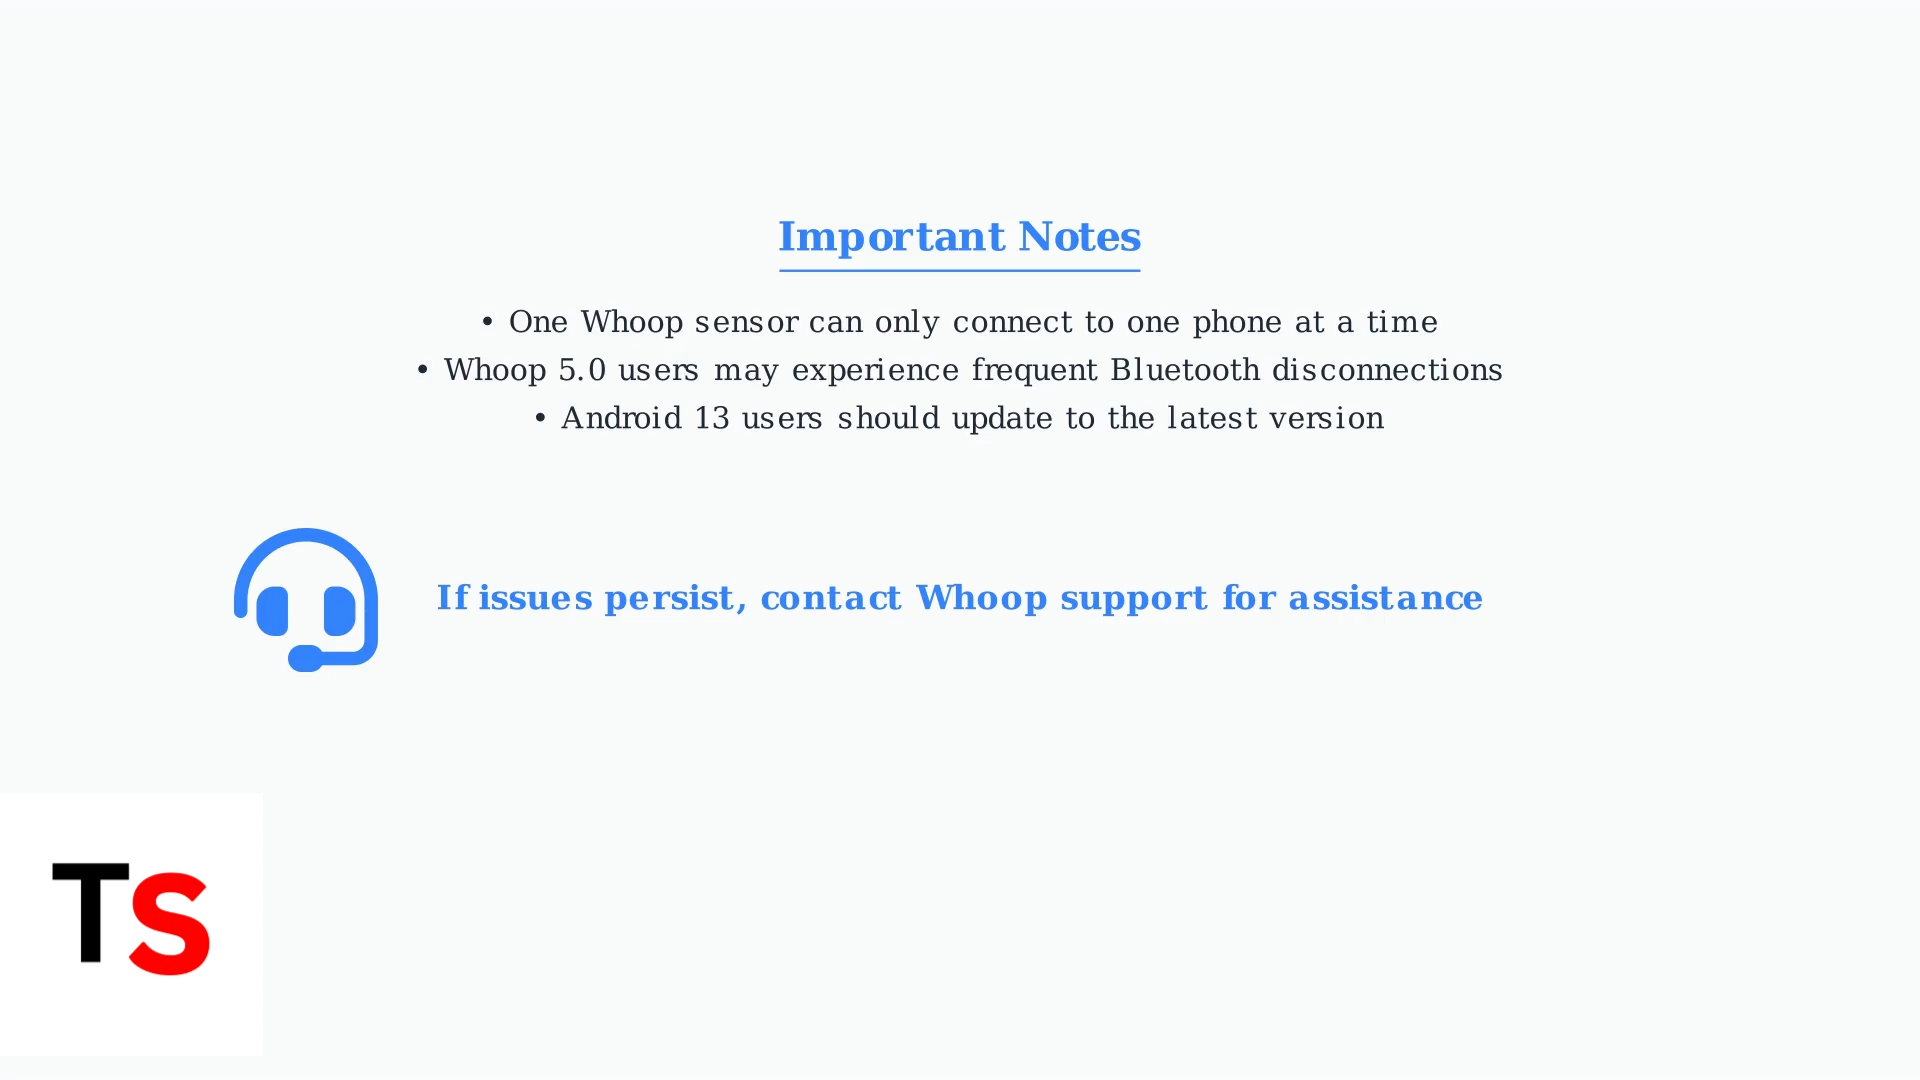 Important Notes
• One Whoop sensor can only connect to one phone at a time
• Whoop 5.0 users may experience frequent Bluetooth disconnections
• Android 13 users should update to the latest version
If issues persist, contact Whoop support for assistance
TS